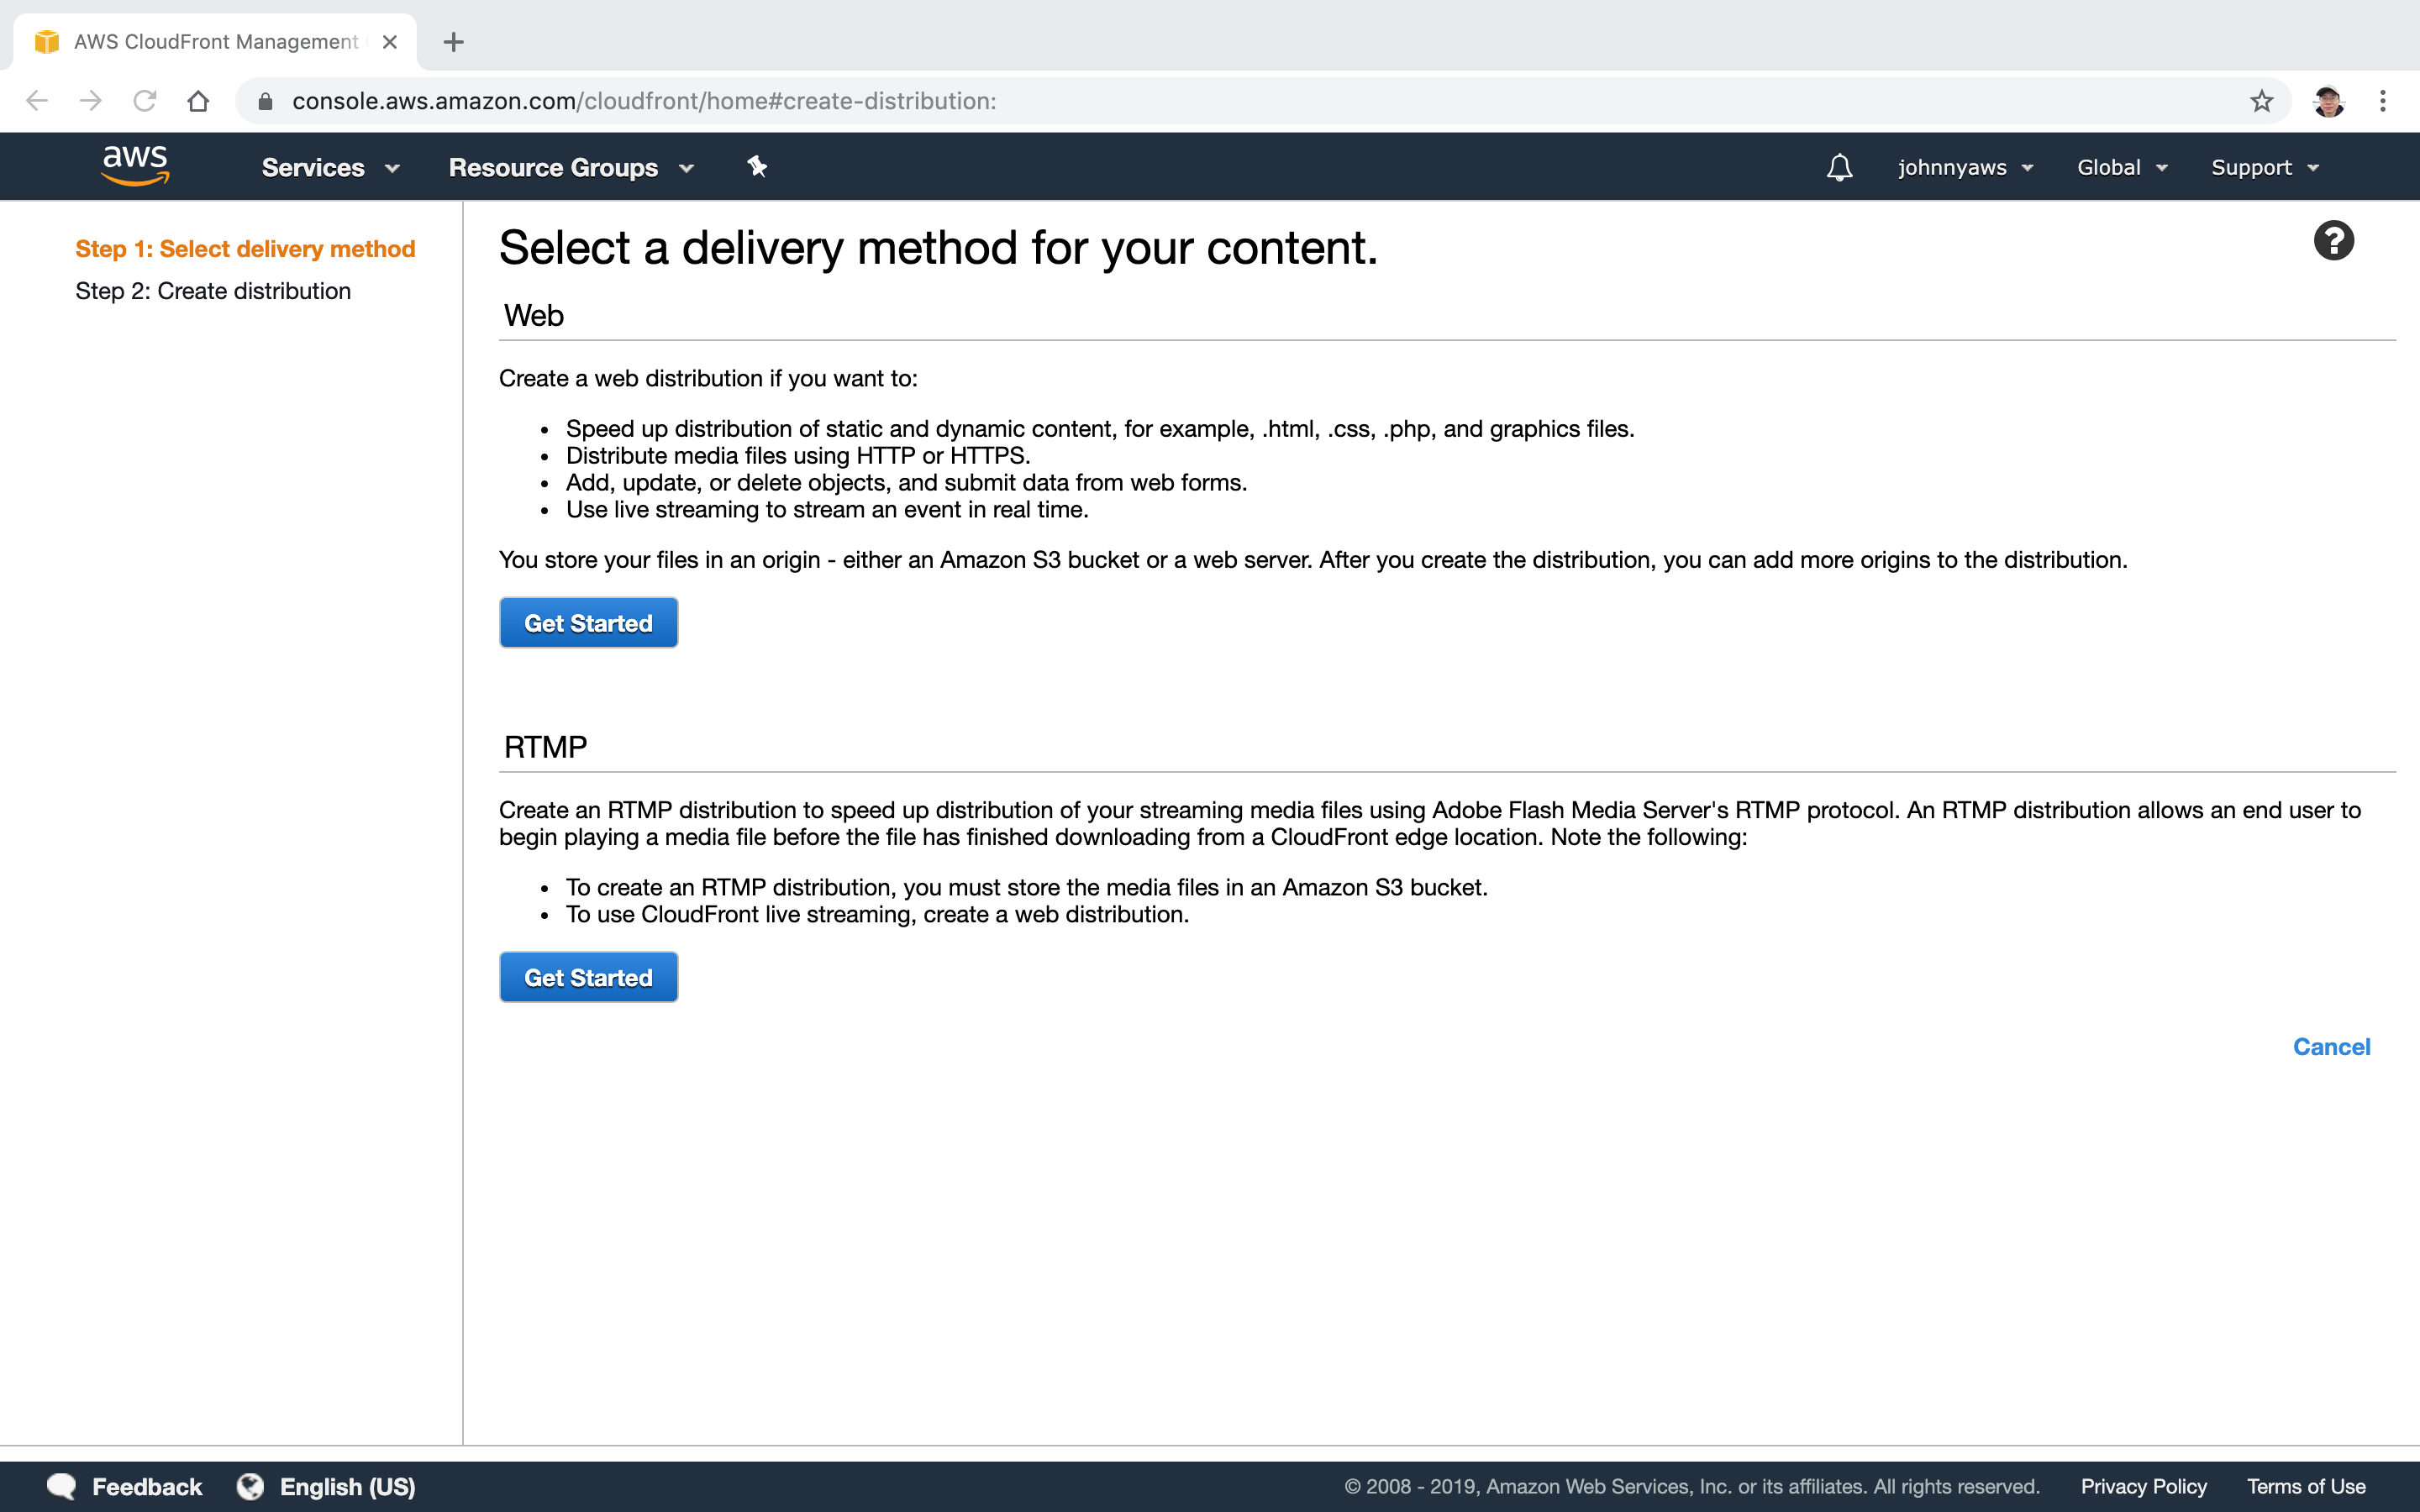 AWS CloudFront Management
console.aws.amazon.com/cloudfront/home#create-distribution:
aws Services Resource Groups johnnyaws Global Support
Step 1: Select delivery method
Step 2: Create distribution
Select a delivery method for your content.
Web
Create a web distribution if you want to:
Speed up distribution of static and dynamic content, for example, .html, .css, .php, and graphics files.
Distribute media files using HTTP or HTTPS.
Add, update, or delete objects, and submit data from web forms.
Use live streaming to stream an event in real time.
You store your files in an origin - either an Amazon S3 bucket or a web server. After you create the distribution, you can add more origins to the distribution.
Get Started
RTMP
Create an RTMP distribution to speed up distribution of your streaming media files using Adobe Flash Media Server's RTMP protocol. An RTMP distribution allows an end user to
begin playing a media file before the file has finished downloading from a CloudFront edge location. Note the following:
To create an RTMP distribution, you must store the media files in an Amazon S3 bucket.
To use CloudFront live streaming, create a web distribution.
Get Started
Cancel
Feedback English (US) © 2008 - 2019, Amazon Web Services, Inc. or its affiliates. All rights reserved. Privacy Policy Terms of Use